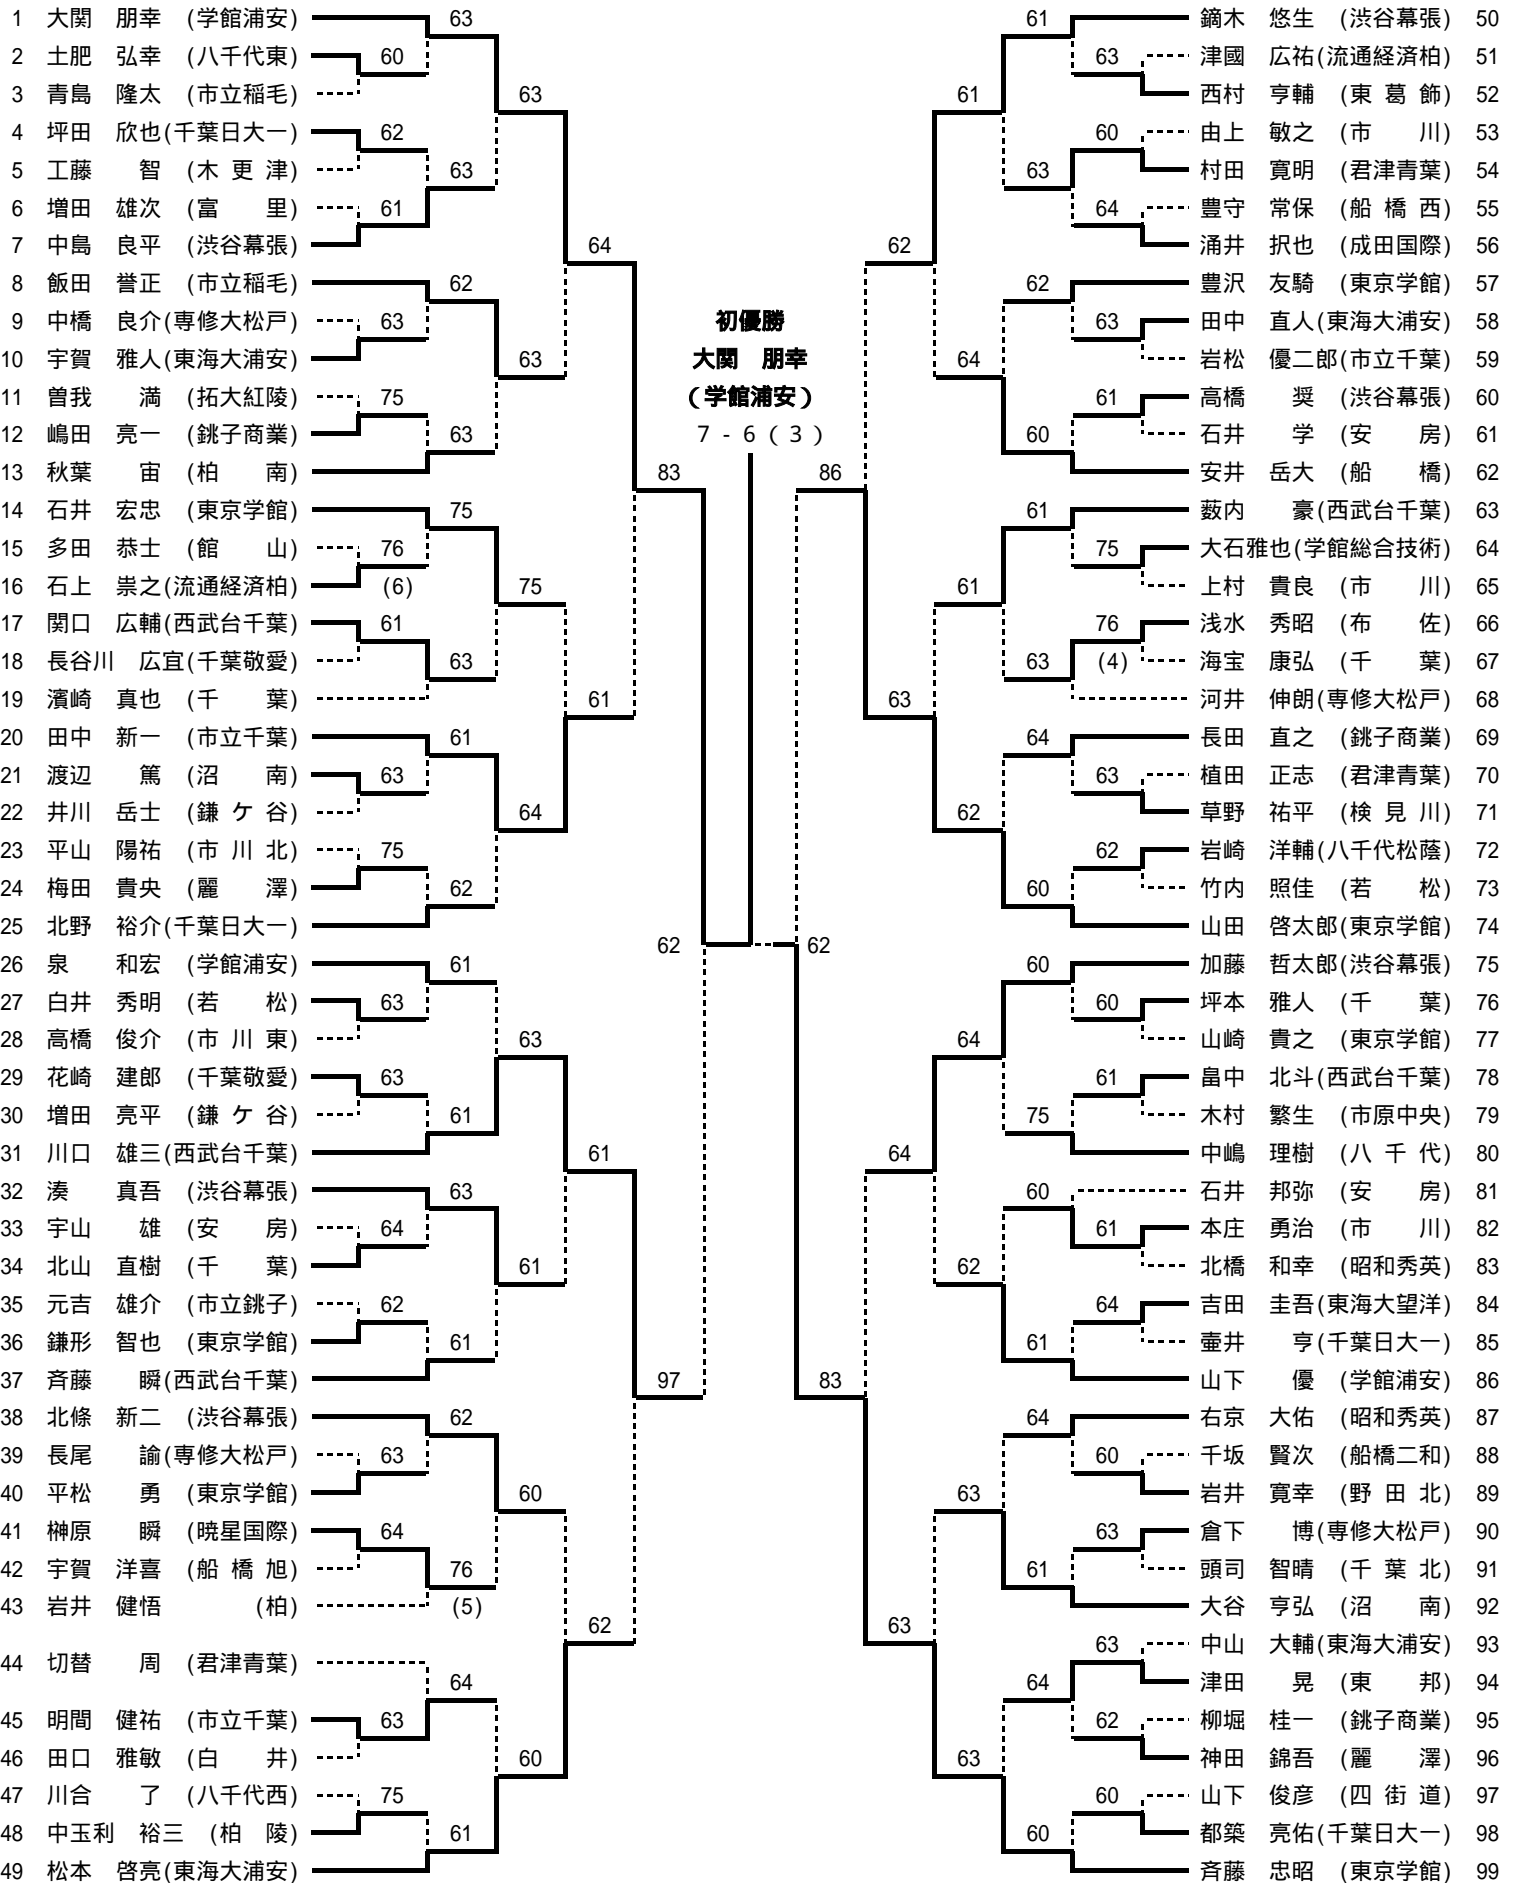 1 大関 朋幸 (学館浦安)
2 土肥 弘幸 (八千代東)
3 青島 隆太 (市立稲毛)
4 坪田 欣也(千葉日大一)
5 工藤 智 (木更津)
6 増田 雄次 (富 里)
7 中島 良平 (渋谷幕張)
8 飯田 誉正 (市立稲毛)
9 中橋 良介(専修大松戸)
10 宇賀 雅人(東海大浦安)
11 曽我 満 (拓大紅陵)
12 嶋田 亮一 (銚子商業)
13 秋葉 宙 (柏 南)
14 石井 宏忠 (東京学館)
15 多田 恭士 (館 山)
16 石上 崇之(流通経済柏)
17 関口 広輔(西武台千葉)
18 長谷川 広宜(千葉敬愛)
19 濱崎 真也 (千 葉)
20 田中 新一 (市立千葉)
21 渡辺 篤 (沼 南)
22 井川 岳士 (鎌ケ谷)
23 平山 陽祐 (市川北)
24 梅田 貴央 (麗 澤)
25 北野 裕介(千葉日大一)
26 泉 和宏 (学館浦安)
27 白井 秀明 (若 松)
28 高橋 俊介 (市川東)
29 花崎 建郎 (千葉敬愛)
30 増田 亮平 (鎌ケ谷)
31 川口 雄三(西武台千葉)
32 湊 真吾 (渋谷幕張)
33 宇山 雄 (安 房)
34 北山 直樹 (千 葉)
35 元吉 雄介 (市立銚子)
36 鎌形 智也 (東京学館)
37 斉藤 瞬(西武台千葉)
38 北條 新二 (渋谷幕張)
39 長尾 諭(専修大松戸)
40 平松 勇 (東京学館)
41 榊原 瞬 (暁星国際)
42 宇賀 洋喜 (船橋旭)
43 岩井 健悟 (柏)
44 切替 周 (君津青葉)
45 明間 健祐 (市立千葉)
46 田口 雅敏 (白 井)
47 川合 了 (八千代西)
48 中玉利 裕三 (柏 陵)
49 松本 啓亮(東海大浦安)
60
62
61
63
75
76
(6)
61
63
75
63
63
64
62
63
64
63
75
63
63
62
63
75
63
61
62
61
61
63
61
62
76
(5)
64
61
63
63
75
64
63
61
60
60
64
61
61
62
83
97
62
初優勝
大関 朋幸
(学館浦安)
7 - 6 ( 3 )
62
86
83
62
63
64
63
61
64
61
62
64
62
63
63
61
63
62
60
61
63
64
60
60
75
60
61
64
61
64
60
63
60
64
63
61
75
76
(4)
63
62
60
61
61
64
60
63
63
62
60
鏑木 悠生 (渋谷幕張) 50
津國 広祐(流通経済柏) 51
西村 亨輔 (東葛飾) 52
由上 敏之 (市 川) 53
村田 寛明 (君津青葉) 54
豊守 常保 (船橋西) 55
涌井 択也 (成田国際) 56
豊沢 友騎 (東京学館) 57
田中 直人(東海大浦安) 58
岩松 優二郎(市立千葉) 59
高橋 奨 (渋谷幕張) 60
石井 学 (安 房) 61
安井 岳大 (船 橋) 62
薮内 豪(西武台千葉) 63
大石雅也(学館総合技術) 64
上村 貴良 (市 川) 65
浅水 秀昭 (布 佐) 66
海宝 康弘 (千 葉) 67
河井 伸朗(専修大松戸) 68
長田 直之 (銚子商業) 69
植田 正志 (君津青葉) 70
草野 祐平 (検見川) 71
岩崎 洋輔(八千代松蔭) 72
竹内 照佳 (若 松) 73
山田 啓太郎(東京学館) 74
加藤 哲太郎(渋谷幕張) 75
坪本 雅人 (千 葉) 76
山崎 貴之 (東京学館) 77
畠中 北斗(西武台千葉) 78
木村 繁生 (市原中央) 79
中嶋 理樹 (八千代) 80
石井 邦弥 (安 房) 81
本庄 勇治 (市 川) 82
北橋 和幸 (昭和秀英) 83
吉田 圭吾(東海大望洋) 84
壷井 亨(千葉日大一) 85
山下 優 (学館浦安) 86
右京 大佑 (昭和秀英) 87
千坂 賢次 (船橋二和) 88
岩井 寛幸 (野田北) 89
倉下 博(専修大松戸) 90
頭司 智晴 (千葉北) 91
大谷 亨弘 (沼 南) 92
中山 大輔(東海大浦安) 93
津田 晃 (東 邦) 94
柳堀 桂一 (銚子商業) 95
神田 錦吾 (麗 澤) 96
山下 俊彦 (四街道) 97
都築 亮佑(千葉日大一) 98
斉藤 忠昭 (東京学館) 99